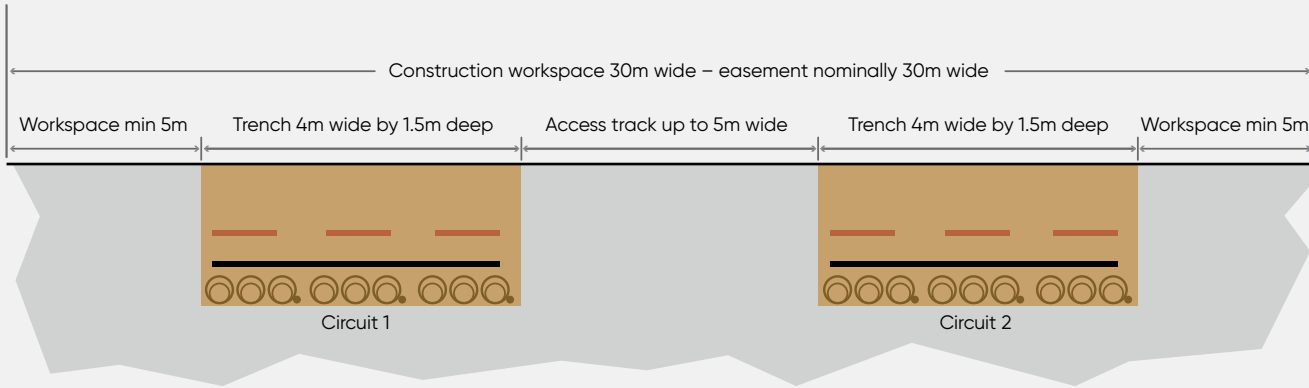 Construction workspace 30m wide – easement nominally 30m wide
Workspace min 5m
Trench 4m wide by 1.5m deep
Access track up to 5m wide
Trench 4m wide by 1.5m deep
Workspace min 5m
Circuit 1
Circuit 2